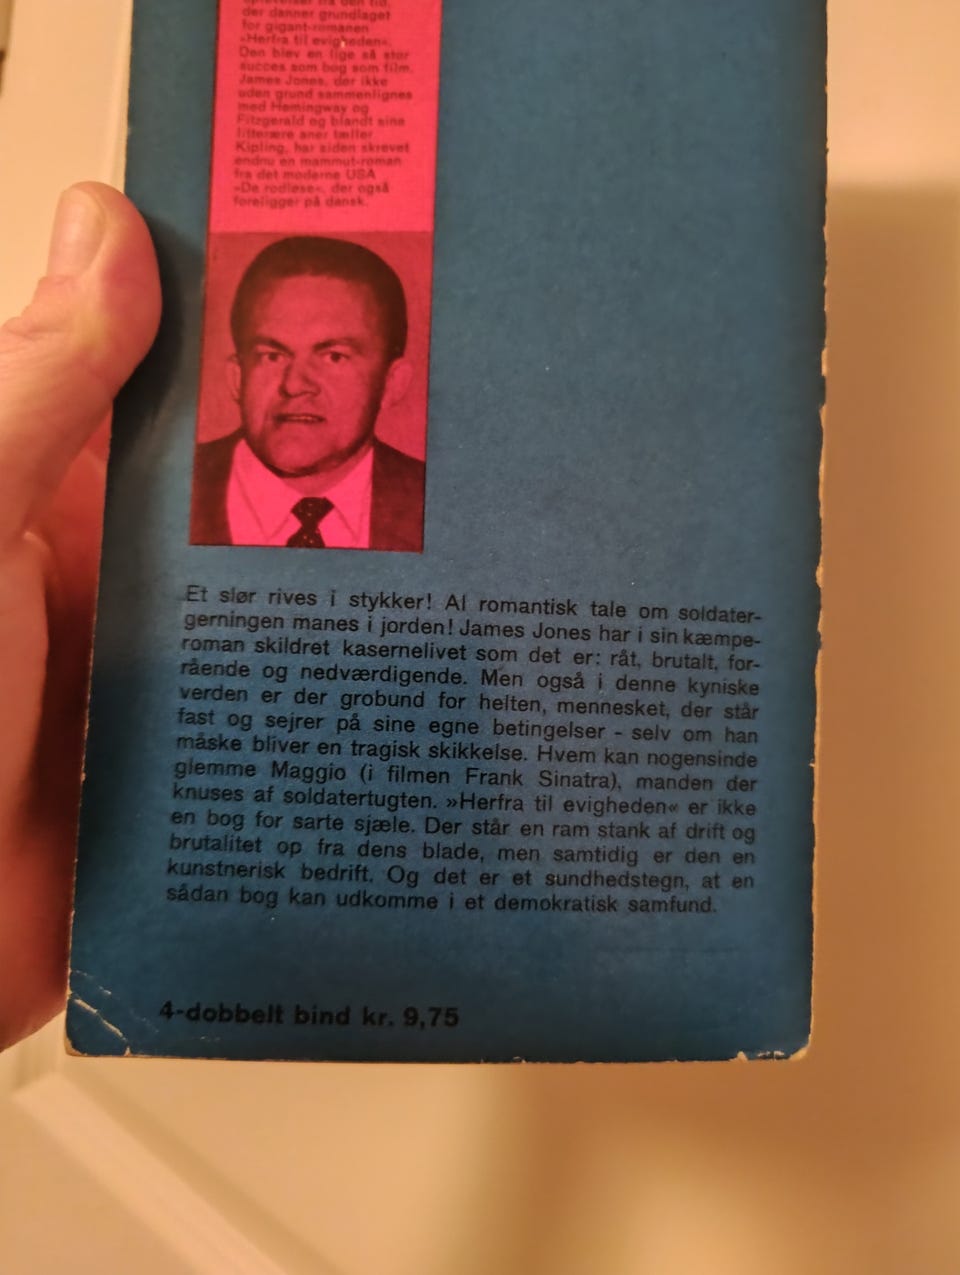 oplevelser fra den tid,
der danner grundlaget
for gigant-romanen
»Herfra til evigheden«.
Den blev en lige så stor
succes som bog som film.
James Jones, der ikke
uden grund sammenlignes
med Hemingway og
Fitzgerald og blandt sine
litterære aner tæller
Kipling, har siden skrevet
endnu en mammut-roman
fra det moderne USA
»De rodløse«, der også
foreligger på dansk.
Et slør rives i stykker! Al romantisk tale om soldater-
gerningen manes i jorden! James Jones har i sin kæmpe-
roman skildret kasernelivet som det er: råt, brutalt, for-
rående og nedværdigende. Men også i denne kyniske
verden er der grobund for helten, mennesket, der står
fast og sejrer på sine egne betingelser - selv om han
måske bliver en tragisk skikkelse. Hvem kan nogensinde
glemme Maggio (i filmen Frank Sinatra), manden der
knuses af soldatertugten. »Herfra til evigheden« er ikke
en bog for sarte sjæle. Der står en ram stank af drift og
brutalitet op fra dens blade, men samtidig er den en
kunstnerisk bedrift. Og det er et sundhedstegn, at en
sådan bog kan udkomme i et demokratisk samfund.
4-dobbelt bind kr. 9,75